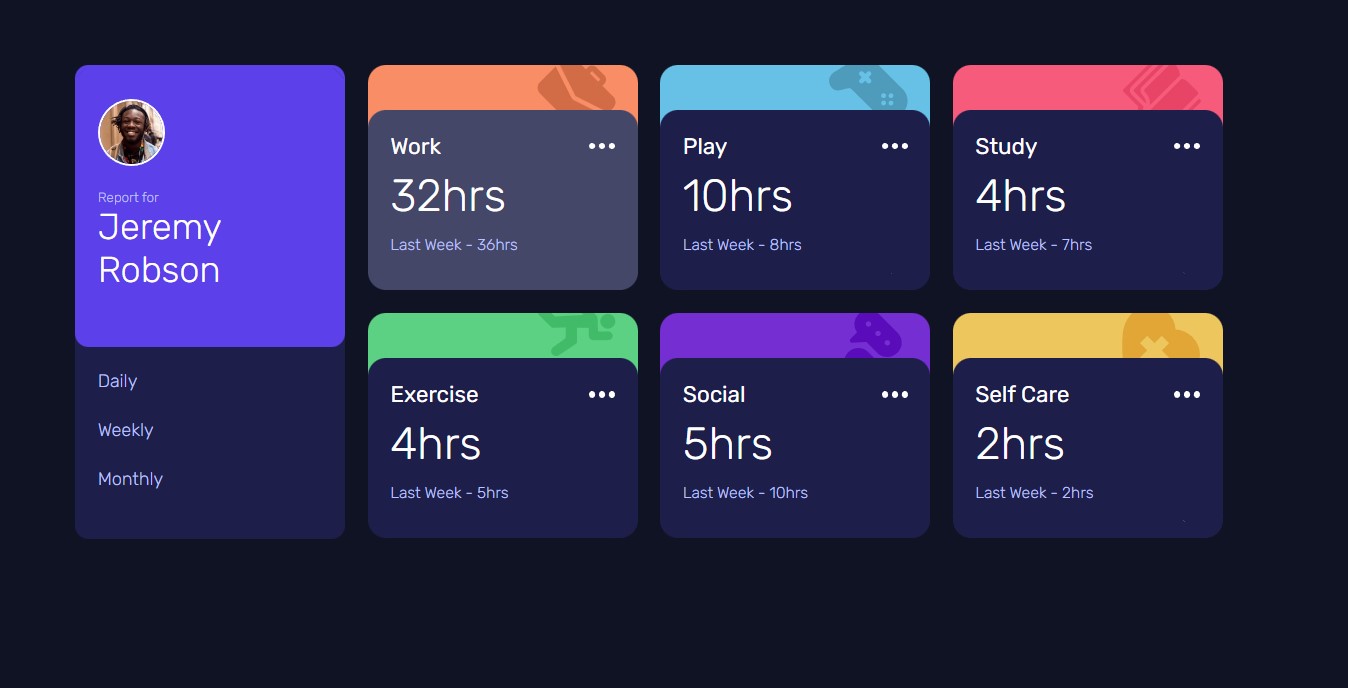 Report for
Jeremy
Robson
Daily
Weekly
Monthly
Work
32hrs
Last Week - 36hrs
Play
10hrs
Last Week - 8hrs
Study
4hrs
Last Week - 7hrs
Exercise
4hrs
Last Week - 5hrs
Social
5hrs
Last Week - 10hrs
Self Care
2hrs
Last Week - 2hrs